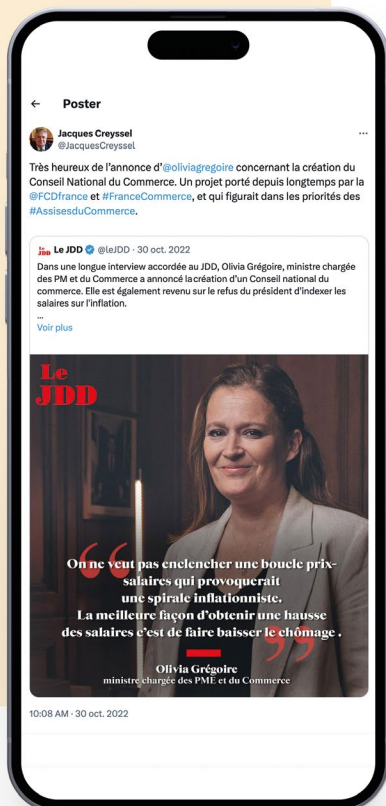 ← Poster
Jacques Creyssel
@JacquesCreyssel
Très heureux de l'annonce d'@oliviagregoire concernant la création du
Conseil National du Commerce. Un projet porté depuis longtemps par la
@FCDfrance et #FranceCommerce, et qui figurait dans les priorités des
#AssisesduCommerce.
Le JDD Le JDD @leJDD · 30 oct. 2022
Dans une longue interview accordée au JDD, Olivia Grégoire, ministre chargée
des PM et du Commerce a annoncé lacréation d'un Conseil national du
commerce. Elle est également revenu sur le refus du président d'indexer les
salaires sur l'inflation.
...
Voir plus
Le
JDD
“
On ne veut pas enclencher une boucle prix-
salaires qui provoquerait
une spirale inflationniste.
La meilleure façon d'obtenir une hausse
des salaires c'est de faire baisser le chômage .
”
Olivia Grégoire
ministre chargée des PME et du Commerce
10:08 AM · 30 oct. 2022